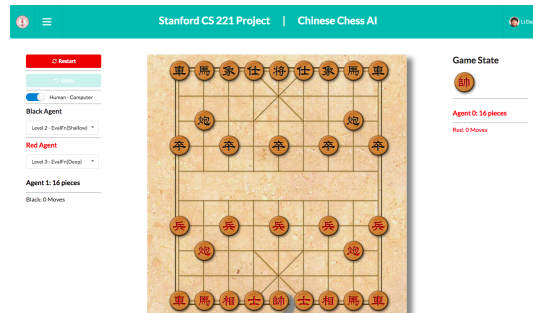 Stanford CS 221 Project | Chinese Chess AI
Li De
Restart
Undo
Human - Computer
Black Agent
Level 2 - EvalFn(Shallow)
Red Agent
Level 3 - EvalFn(Deep)
Agent 1: 16 pieces
Black: 0 Moves
車 馬 象 仕 将 仕 象 馬 車
炮 炮
卒 卒 卒 卒 卒
兵 兵 兵 兵 兵
炮 炮
車 馬 相 士 帥 士 相 馬 車
Game State
帥
Agent 0: 16 pieces
Red: 0 Moves